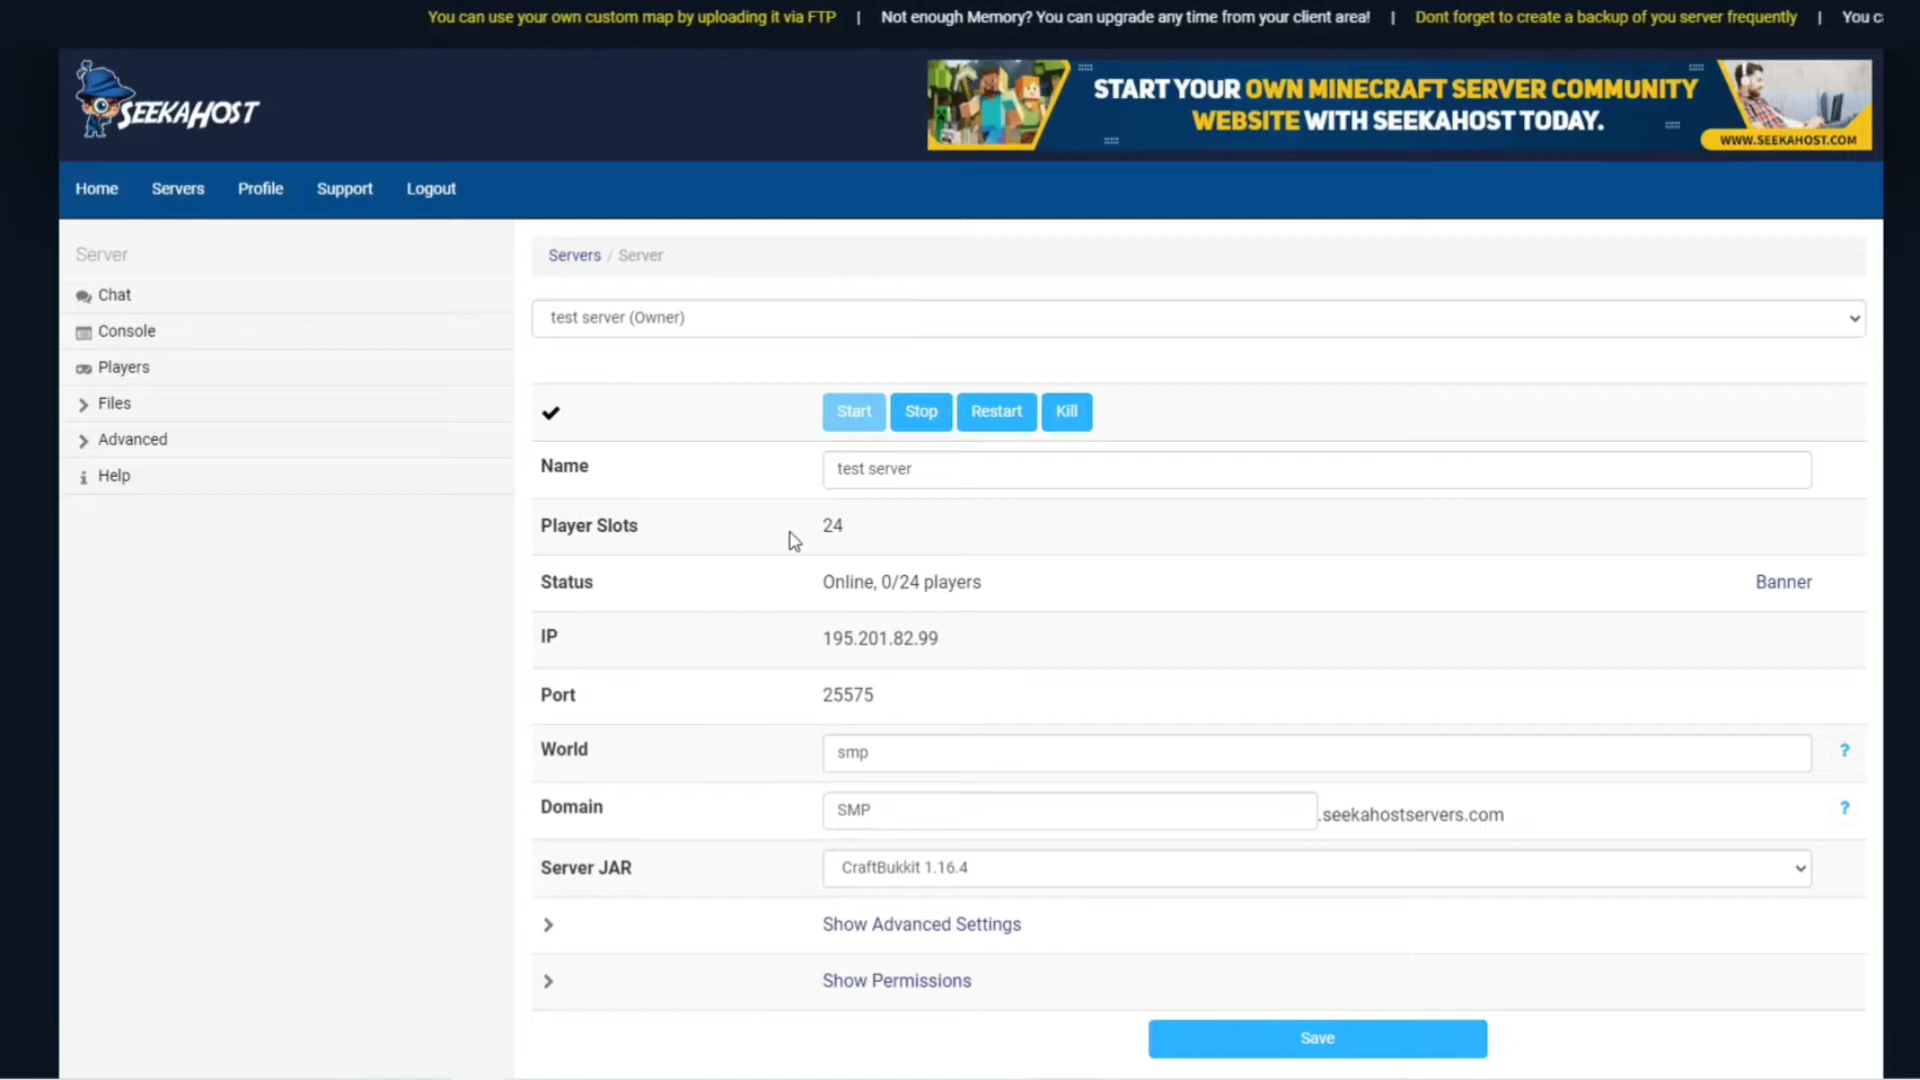 You can use your own custom map by uploading it via FTP | Not enough Memory? You can upgrade any time from your client area! | Dont forget to create a backup of you server frequently | You c
SEEKAHOST
START YOUR OWN MINECRAFT SERVER COMMUNITY
WEBSITE WITH SEEKAHOST TODAY.
WWW.SEEKAHOST.COM
Home Servers Profile Support Logout
Server
Chat
Console
Players
Files
Advanced
Help
Servers / Server
test server (Owner)
Start Stop Restart Kill
Name test server
Player Slots 24
Status Online, 0/24 players Banner
IP 195.201.82.99
Port 25575
World smp ?
Domain SMP .seekahostservers.com ?
Server JAR CraftBukkit 1.16.4
Show Advanced Settings
Show Permissions
Save